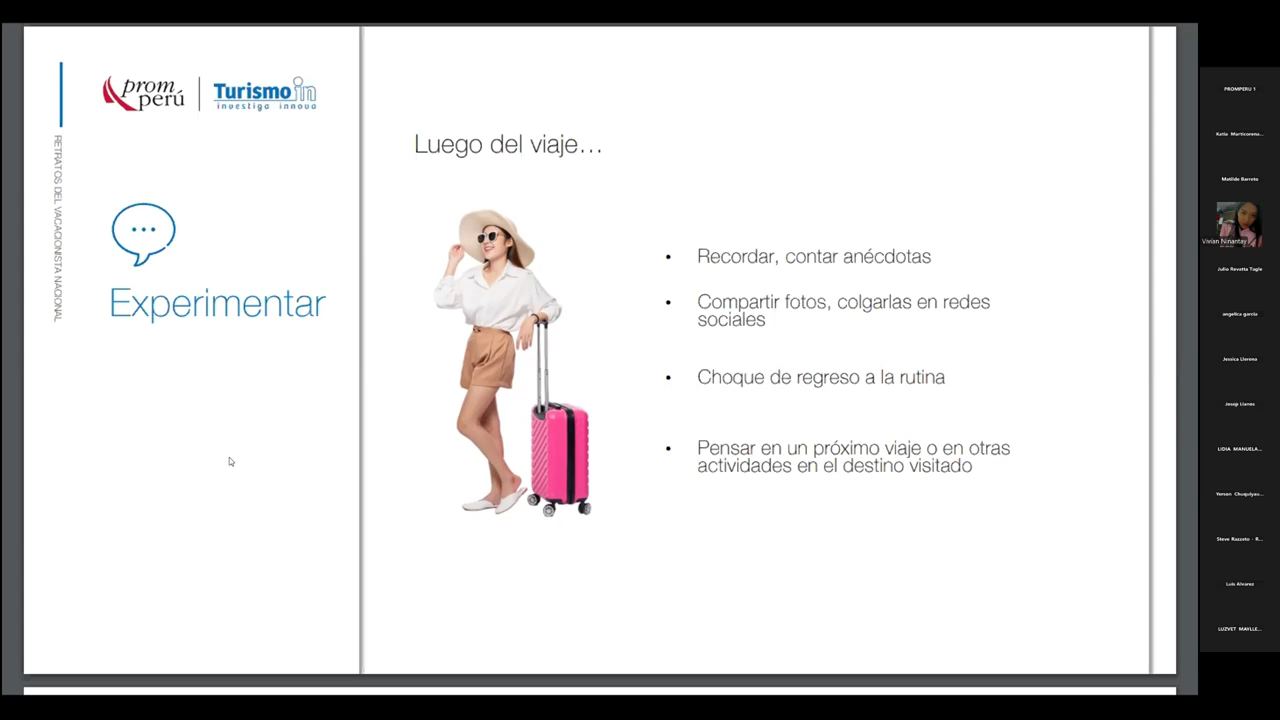 prom
perú
Turismo in
investiga innova
RETRATOS DEL VACACIONISTA NACIONAL
Experimentar
Luego del viaje...
• Recordar, contar anécdotas
• Compartir fotos, colgarlas en redes
sociales
• Choque de regreso a la rutina
• Pensar en un próximo viaje o en otras
actividades en el destino visitado
PROMPERU 1
Katia Marticorena...
Matilde Barreto
Vivian Ninantay
Julio Revatta Tagle
angelica garcia
Jessica Llerena
Jossip Llanos
LIDIA MANUELA...
Yerson Chuquiyau...
Steve Razzeto - R...
Luis Alvarez
LUZVET MAYLLE...